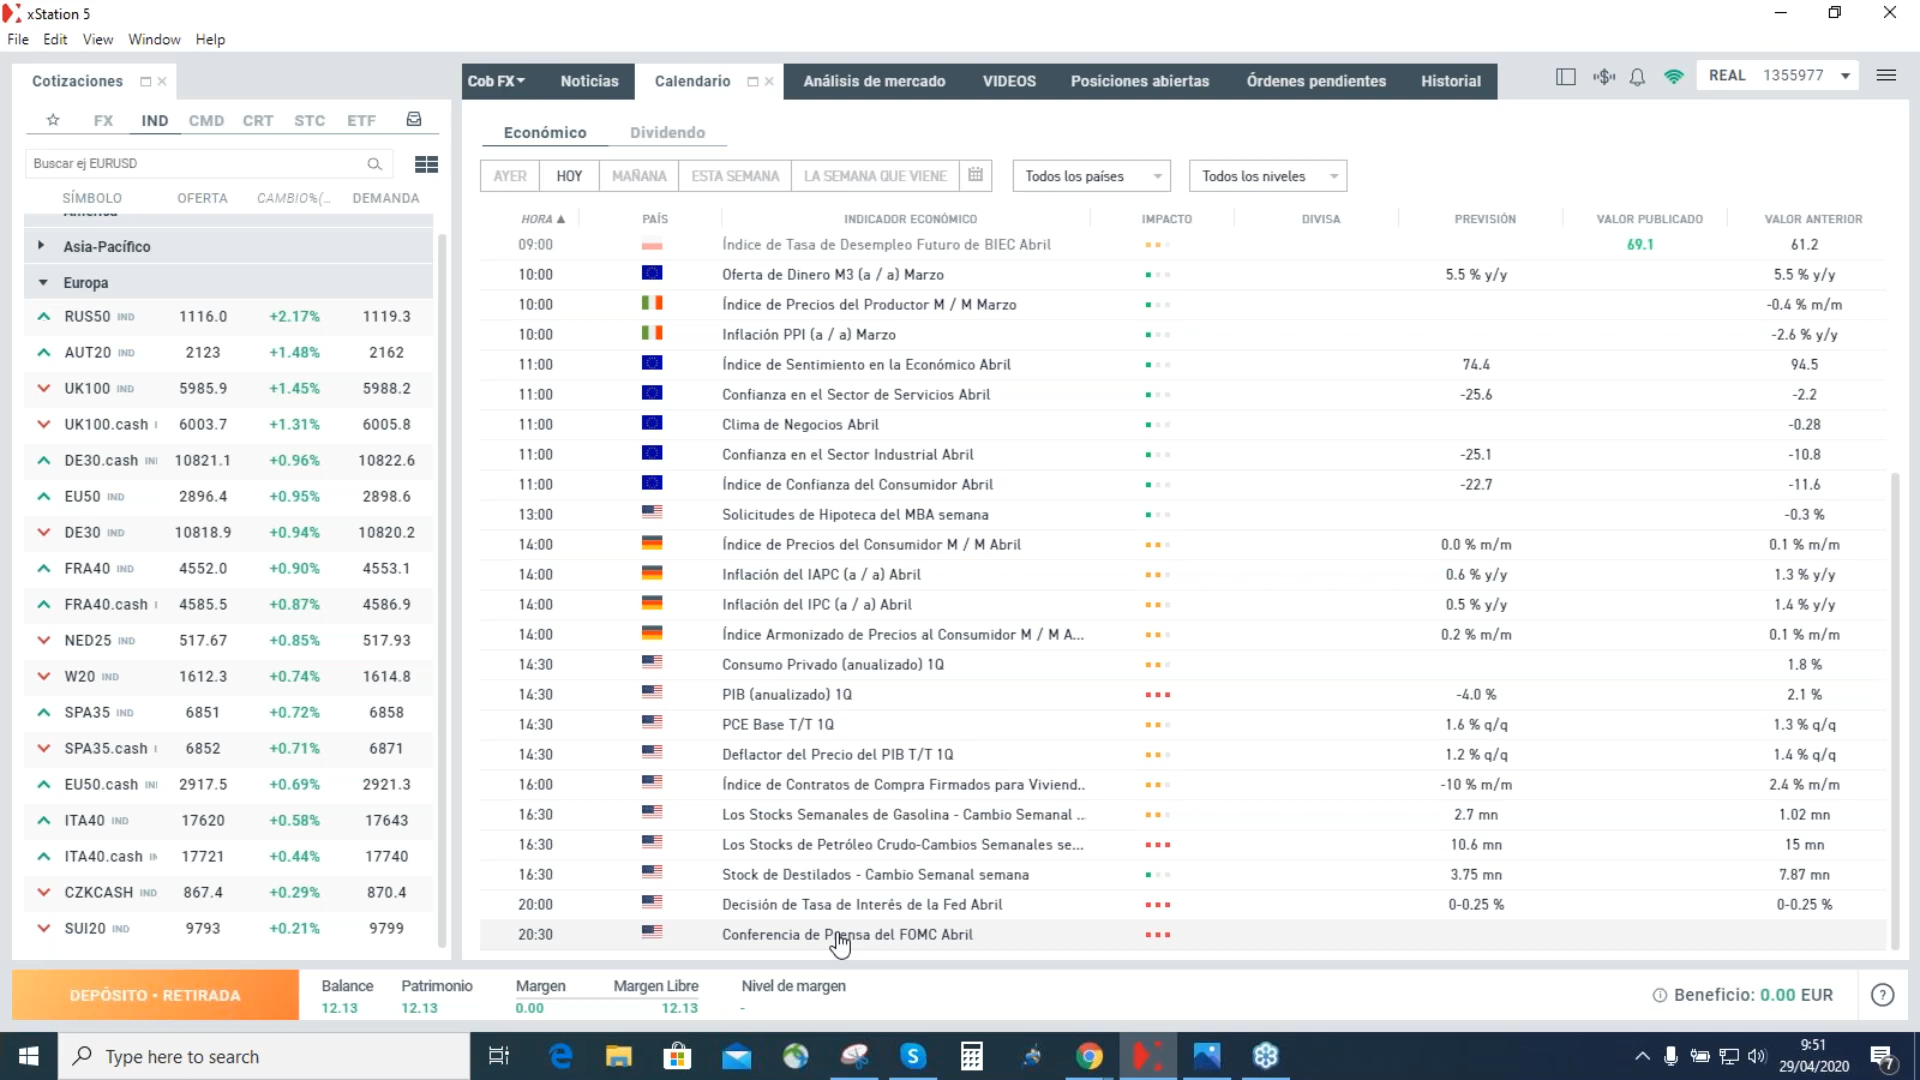 xStation 5
File Edit View Window Help
Cotizaciones
Cob FX Noticias Calendario Análisis de mercado VIDEOS Posiciones abiertas Órdenes pendientes Historial
REAL 1355977
FX IND CMD CRT STC ETF
Buscar ej EURUSD
SÍMBOLO OFERTA CAMBIO%(... DEMANDA
América
Asia-Pacífico
Europa
RUS50 IND 1116.0 +2.17% 1119.3
AUT20 IND 2123 +1.48% 2162
UK100 IND 5985.9 +1.45% 5988.2
UK100.cash I 6003.7 +1.31% 6005.8
DE30.cash IN 10821.1 +0.96% 10822.6
EU50 IND 2896.4 +0.95% 2898.6
DE30 IND 10818.9 +0.94% 10820.2
FRA40 IND 4552.0 +0.90% 4553.1
FRA40.cash I 4585.5 +0.87% 4586.9
NED25 IND 517.67 +0.85% 517.93
W20 IND 1612.3 +0.74% 1614.8
SPA35 IND 6851 +0.72% 6858
SPA35.cash I 6852 +0.71% 6871
EU50.cash IN 2917.5 +0.69% 2921.3
ITA40 IND 17620 +0.58% 17643
ITA40.cash IN 17721 +0.44% 17740
CZKCASH IND 867.4 +0.29% 870.4
SUI20 IND 9793 +0.21% 9799
Económico Dividendo
AYER HOY MAÑANA ESTA SEMANA LA SEMANA QUE VIENE Todos los países Todos los niveles
HORA ▲ PAÍS INDICADOR ECONÓMICO IMPACTO DIVISA PREVISIÓN VALOR PUBLICADO VALOR ANTERIOR
09:00 Índice de Tasa de Desempleo Futuro de BIEC Abril 69.1 61.2
10:00 Oferta de Dinero M3 (a / a) Marzo 5.5 % y/y 5.5 % y/y
10:00 Índice de Precios del Productor M / M Marzo -0.4 % m/m
10:00 Inflación PPI (a / a) Marzo -2.6 % y/y
11:00 Índice de Sentimiento en la Económico Abril 74.4 94.5
11:00 Confianza en el Sector de Servicios Abril -25.6 -2.2
11:00 Clima de Negocios Abril -0.28
11:00 Confianza en el Sector Industrial Abril -25.1 -10.8
11:00 Índice de Confianza del Consumidor Abril -22.7 -11.6
13:00 Solicitudes de Hipoteca del MBA semana -0.3 %
14:00 Índice de Precios del Consumidor M / M Abril 0.0 % m/m 0.1 % m/m
14:00 Inflación del IAPC (a / a) Abril 0.6 % y/y 1.3 % y/y
14:00 Inflación del IPC (a / a) Abril 0.5 % y/y 1.4 % y/y
14:00 Índice Armonizado de Precios al Consumidor M / M A... 0.2 % m/m 0.1 % m/m
14:30 Consumo Privado (anualizado) 1Q 1.8 %
14:30 PIB (anualizado) 1Q -4.0 % 2.1 %
14:30 PCE Base T/T 1Q 1.6 % q/q 1.3 % q/q
14:30 Deflactor del Precio del PIB T/T 1Q 1.2 % q/q 1.4 % q/q
16:00 Índice de Contratos de Compra Firmados para Viviend.. -10 % m/m 2.4 % m/m
16:30 Los Stocks Semanales de Gasolina - Cambio Semanal .. 2.7 mn 1.02 mn
16:30 Los Stocks de Petróleo Crudo-Cambios Semanales se... 10.6 mn 15 mn
16:30 Stock de Destilados - Cambio Semanal semana 3.75 mn 7.87 mn
20:00 Decisión de Tasa de Interés de la Fed Abril 0-0.25 % 0-0.25 %
20:30 Conferencia de Prensa del FOMC Abril
DEPÓSITO • RETIRADA
Balance Patrimonio Margen Margen Libre Nivel de margen
12.13 12.13 0.00 12.13 -
Beneficio: 0.00 EUR
Type here to search
9:51
29/04/2020
7